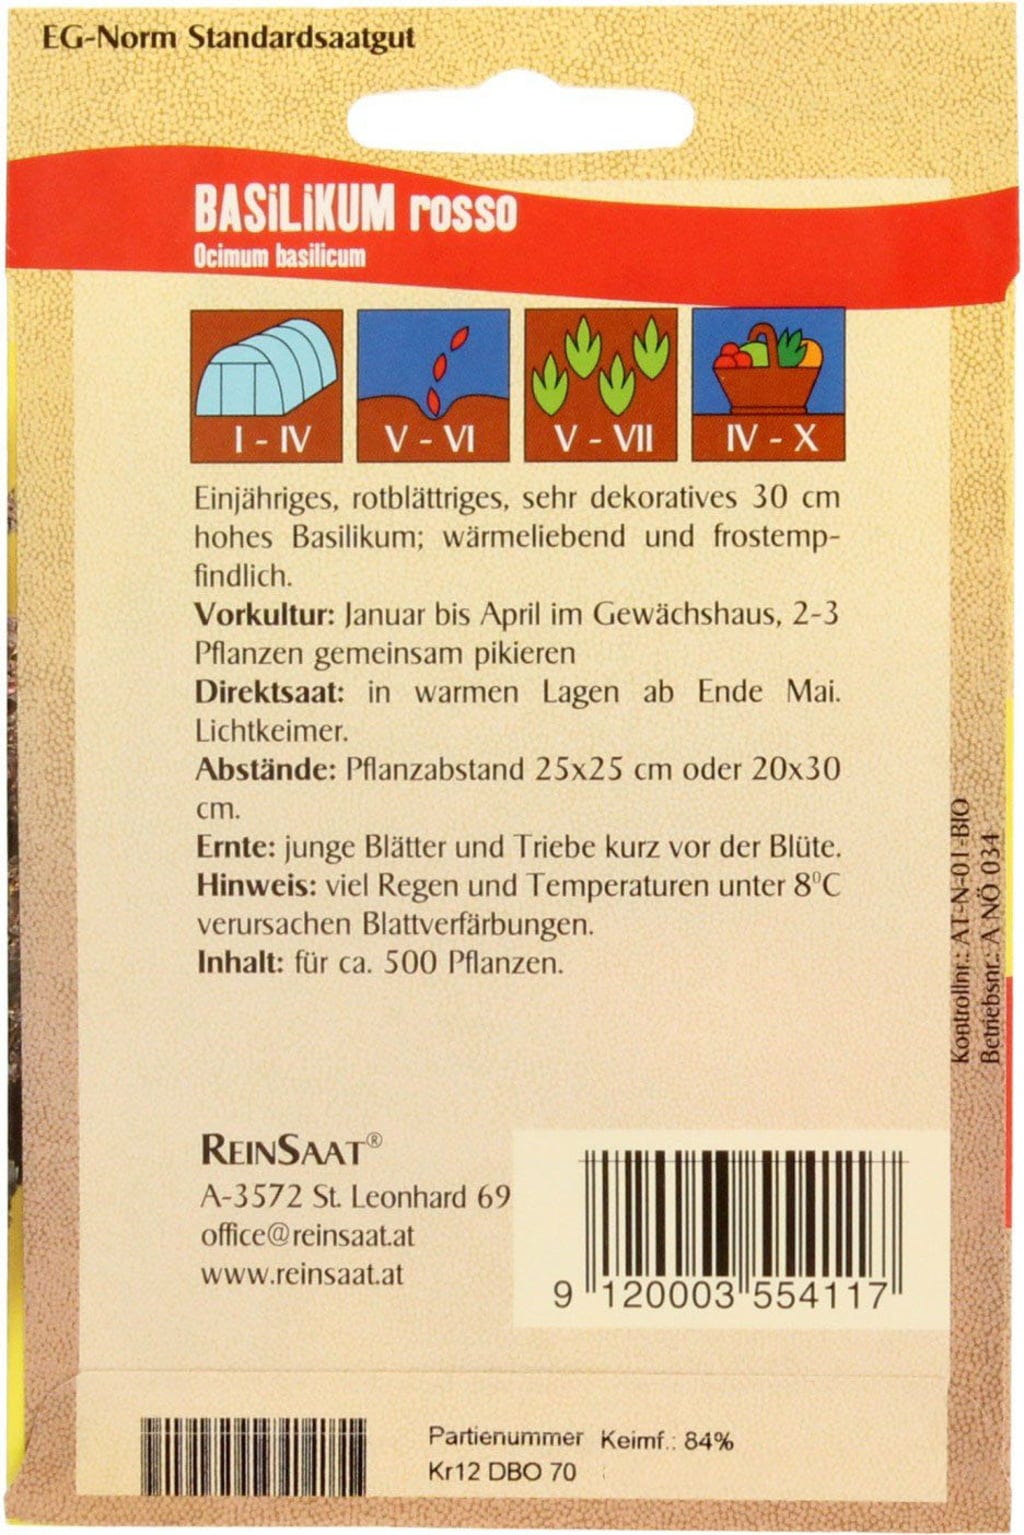 EG-Norm Standardsaatgut
BASiLiKUM rosso
Ocimum basilicum
I - IV
V - VI
V - VII
IV - X
Einjähriges, rotblättriges, sehr dekoratives 30 cm
hohes Basilikum; wärmeliebend und frostemp-
findlich.
Vorkultur: Januar bis April im Gewächshaus, 2-3
Pflanzen gemeinsam pikieren
Direktsaat: in warmen Lagen ab Ende Mai.
Lichtkeimer.
Abstände: Pflanzabstand 25x25 cm oder 20x30
cm.
Ernte: junge Blätter und Triebe kurz vor der Blüte.
Hinweis: viel Regen und Temperaturen unter 8°C
verursachen Blattverfärbungen.
Inhalt: für ca. 500 Pflanzen.
Kontrollnr.: AT-N-01-BIO
Betriebsnr.: A NÖ 034
REINSAAT®
A-3572 St. Leonhard 69
office@reinsaat.at
www.reinsaat.at
9 120003 554117
Partienummer Keimf.: 84%
Kr12 DBO 70